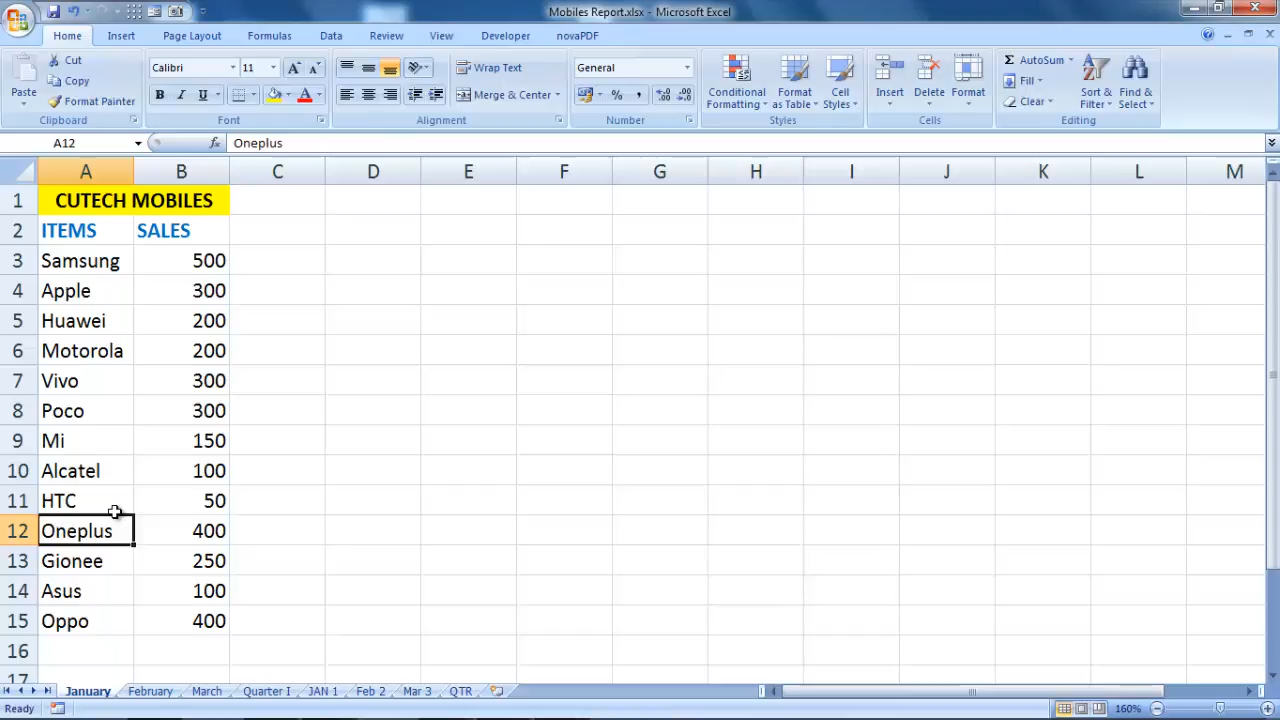 Mobiles Report.xlsx - Microsoft Excel
Home Insert Page Layout Formulas Data Review View Developer novaPDF
Paste
Cut
Copy
Format Painter
Clipboard
Calibri 11
B I U A
Font
Wrap Text
Merge & Center
Alignment
General
% ,
Number
Conditional Formatting
Format as Table
Cell Styles
Styles
Insert Delete Format
Cells
Σ AutoSum
Fill
Clear
Sort & Filter
Find & Select
Editing
A12 fx Oneplus
A B C D E F G H I J K L M
1 CUTECH MOBILES
2 ITEMS SALES
3 Samsung 500
4 Apple 300
5 Huawei 200
6 Motorola 200
7 Vivo 300
8 Poco 300
9 Mi 150
10 Alcatel 100
11 HTC 50
12 Oneplus 400
13 Gionee 250
14 Asus 100
15 Oppo 400
16
17
January February March Quarter I JAN 1 Feb 2 Mar 3 QTR
Ready 160%